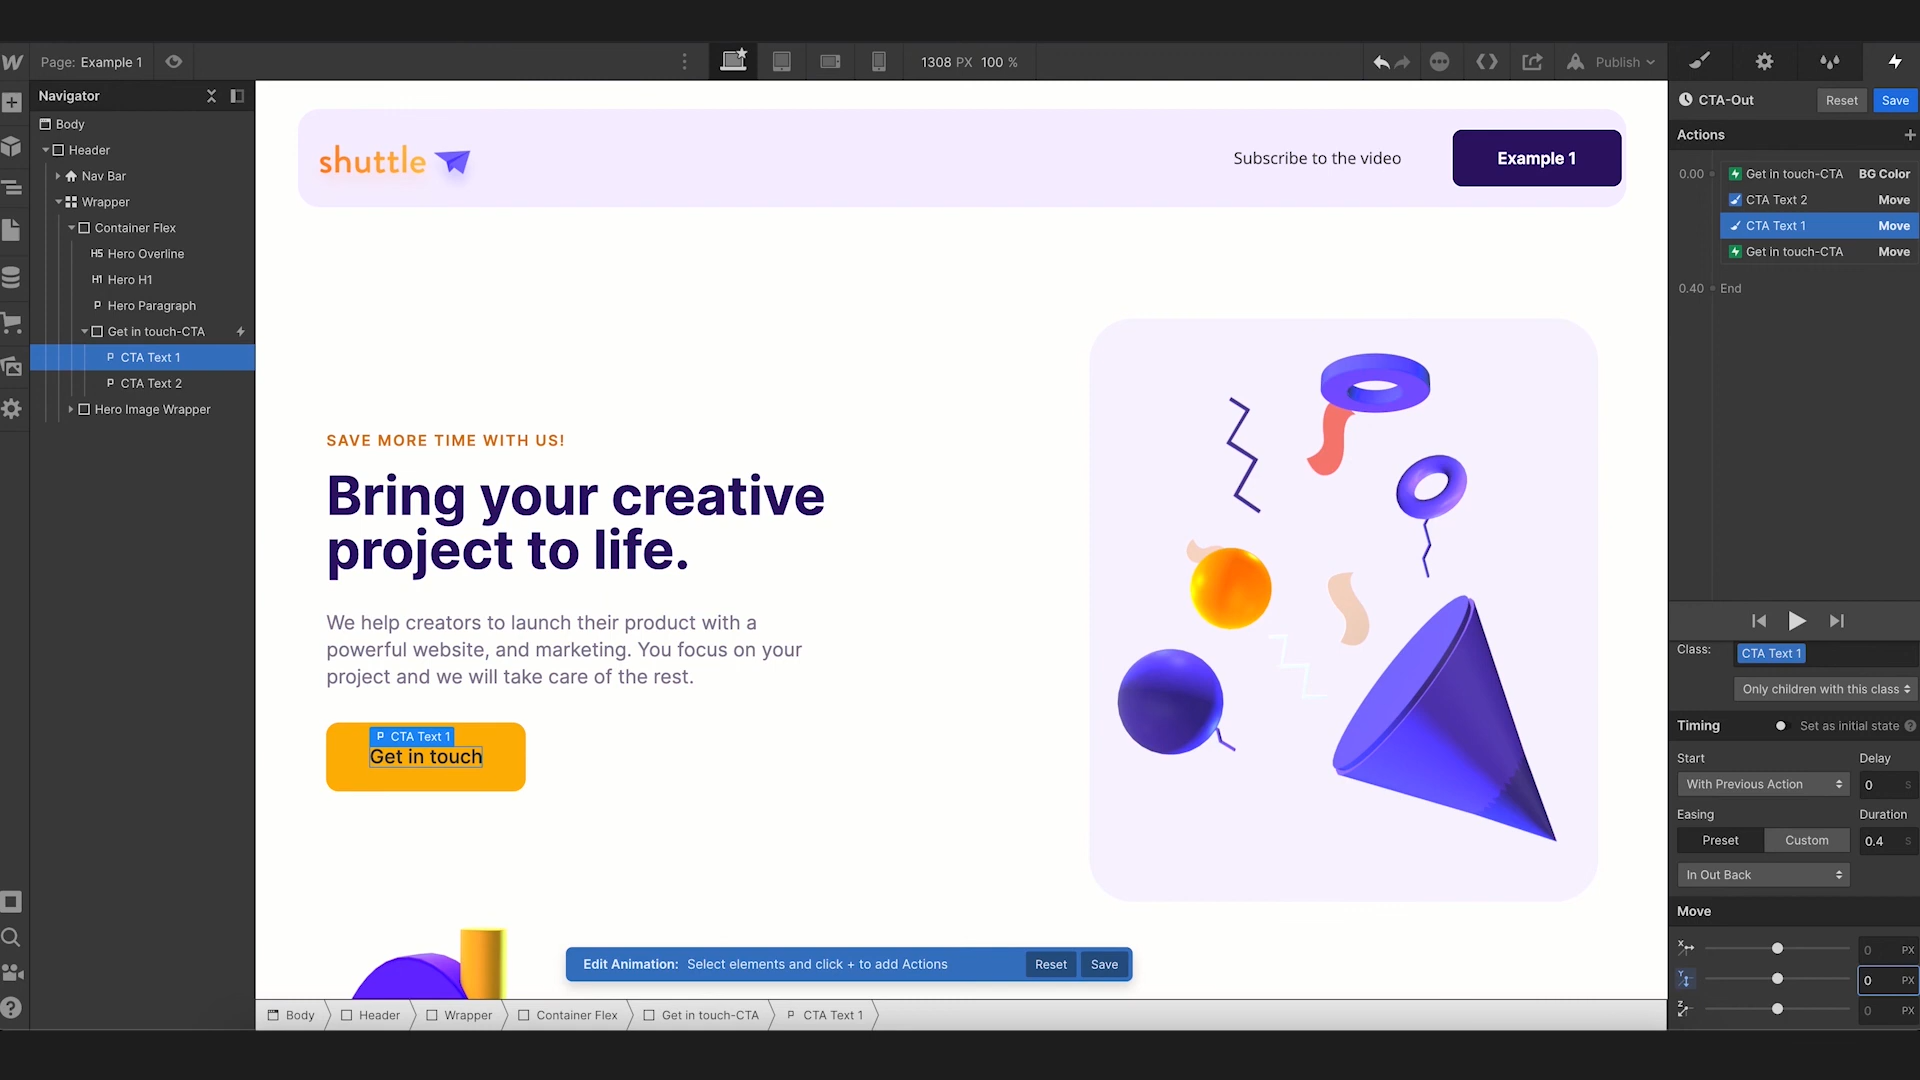 Page: Example 1
1308 PX 100 %
Publish
Navigator
Body
Header
Nav Bar
Wrapper
Container Flex
H5 Hero Overline
H1 Hero H1
P Hero Paragraph
Get in touch-CTA
P CTA Text 1
P CTA Text 2
Hero Image Wrapper
shuttle
Subscribe to the video
Example 1
SAVE MORE TIME WITH US!
Bring your creative
project to life.
We help creators to launch their product with a
powerful website, and marketing. You focus on your
project and we will take care of the rest.
P CTA Text 1
Get in touch
Edit Animation: Select elements and click + to add Actions
Reset
Save
Body
Header
Wrapper
Container Flex
Get in touch-CTA
P CTA Text 1
CTA-Out
Reset
Save
Actions
0.00
Get in touch-CTA BG Color
CTA Text 2 Move
CTA Text 1 Move
Get in touch-CTA Move
0.40 End
Class: CTA Text 1
Only children with this class
Timing
Set as initial state
Start
Delay
With Previous Action
0 S
Easing
Duration
Preset
Custom
0.4 S
In Out Back
Move
X 0 PX
Y 0 PX
Z 0 PX